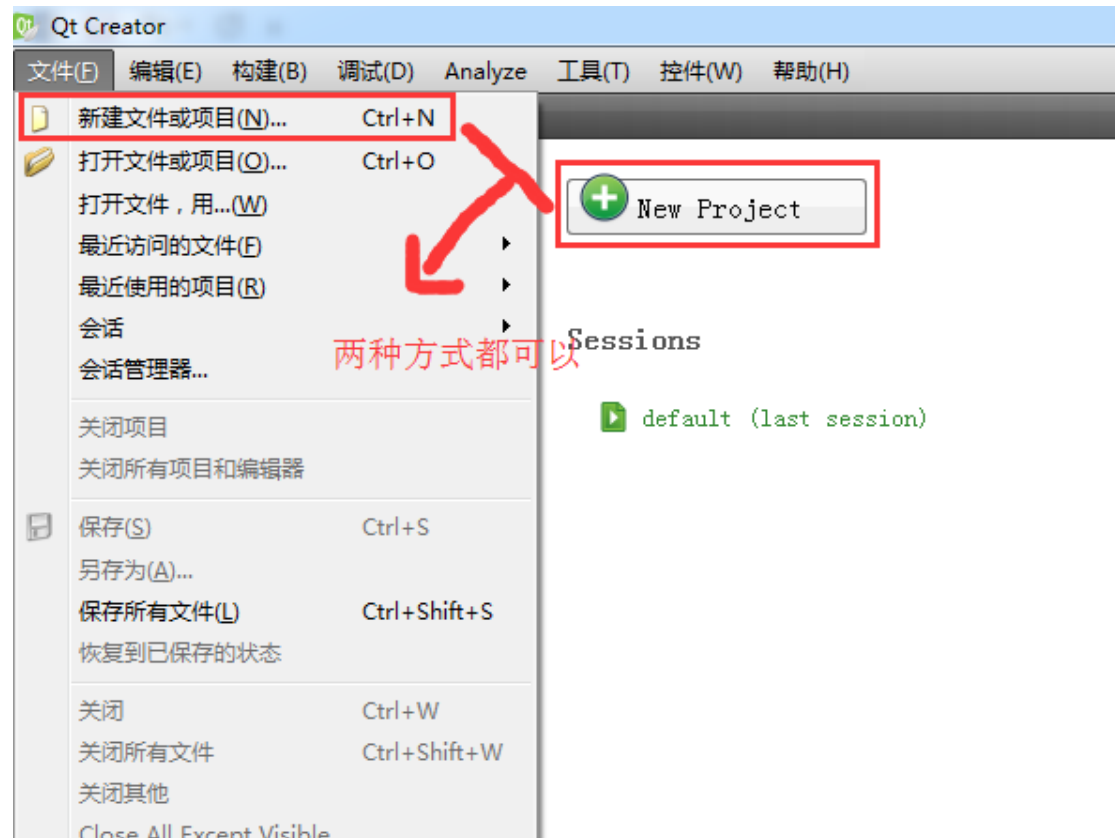 Qt Creator
文件(F) 编辑(E) 构建(B) 调试(D) Analyze 工具(T) 控件(W) 帮助(H)
新建文件或项目(N)... Ctrl+N
打开文件或项目(O)... Ctrl+O
打开文件，用...(W)
New Project
最近访问的文件(F)
最近使用的项目(R)
会话
两种方式都可以
Sessions
会话管理器...
default (last session)
关闭项目
关闭所有项目和编辑器
保存(S) Ctrl+S
另存为(A)...
保存所有文件(L) Ctrl+Shift+S
恢复到已保存的状态
关闭 Ctrl+W
关闭所有文件 Ctrl+Shift+W
关闭其他
Close All Except Visible